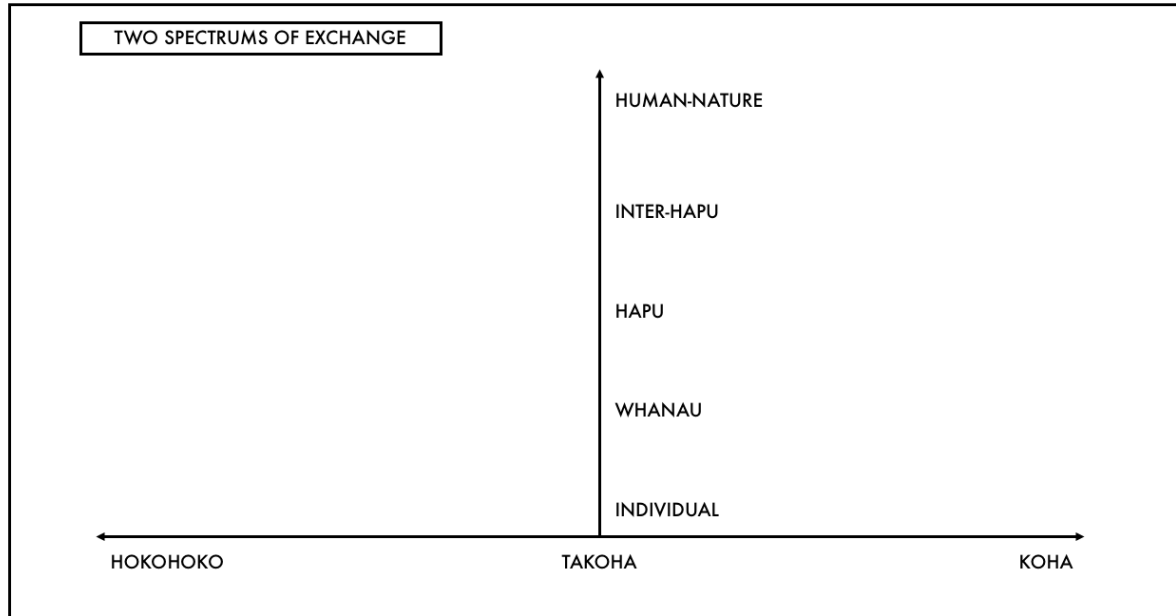 TWO SPECTRUMS OF EXCHANGE
HUMAN-NATURE
INTER-HAPU
HAPU
WHANAU
INDIVIDUAL
HOKOHOKO TAKOHA KOHA